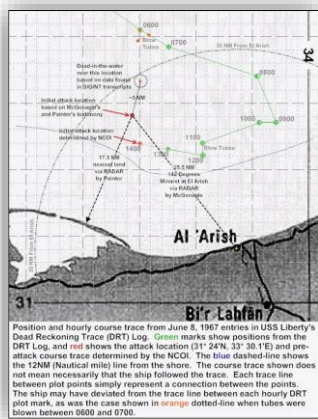 0600
Blow
Tubes
0700
50 NM From El Arish
34
Dead-in-the-water
near this location
based on data found
in SIGINT transcripts
0800
~5 NM
Initial attack location
based on McGonagle's
and Painter's testimony
1000
0900
Initial attack location
determined by NCOI
1100
1400
1300
Blow Tubes
1200
17.5 NM
nearest land
via RADAR
by Painter
25.5 NM
142 Degrees
Minaret at El Arish
via RADAR
by McGonagle
Al 'Arish
31
Bi'r Laḥfān
Position and hourly course trace from June 8, 1967 entries in USS Liberty's
Dead Reckoning Trace (DRT) Log. Green marks show positions from the
DRT Log, and red shows the attack location (31° 24'N, 33° 30.1'E) and pre-
attack course determined by the NCOI. The blue dashed-line shows
the 12NM (Nautical mile) line from the shore. The course trace shown does
not mean necessarily that the ship followed the trace. Each trace
line between plot points simply represent a connection between the points.
The ship may have deviated from the trace line between each hourly DRT
plot mark, as was the case shown in orange dotted-line when tubes were
blown between 0600 and 0700.